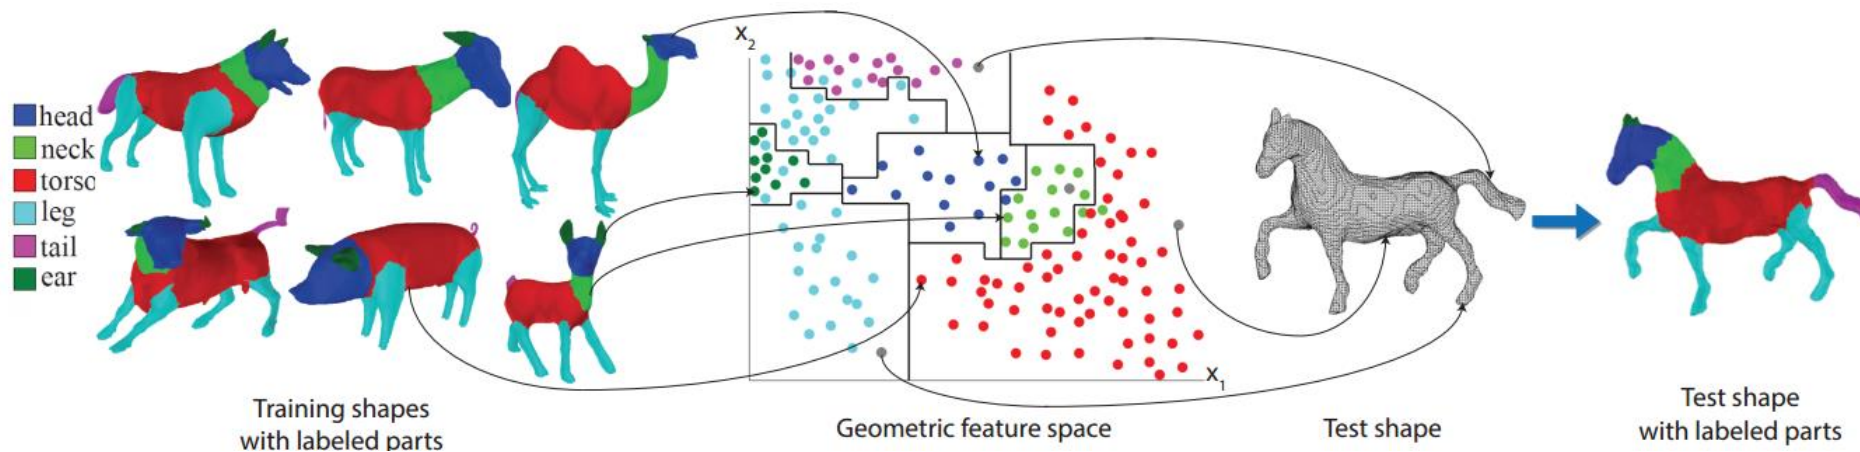 head
neck
torso
leg
tail
ear
x2
x1
Training shapes
with labeled parts
Geometric feature space
Test shape
Test shape
with labeled parts